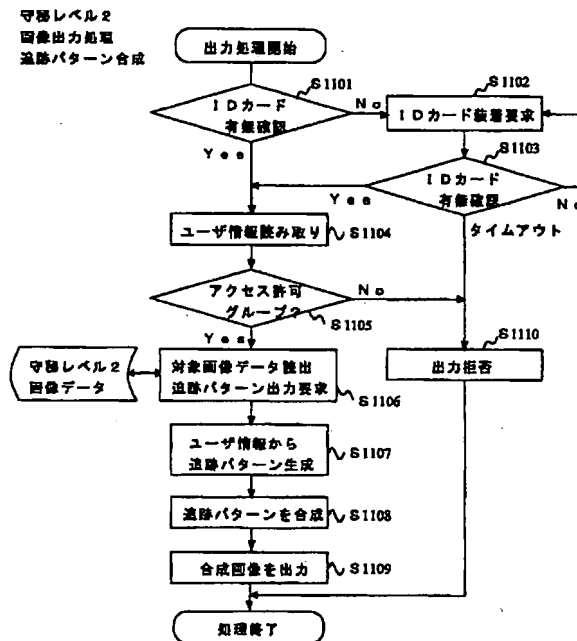 守秘レベル2
画像出力処理
追跡パターン合成
出力処理開始
S1101
IDカード
有無確認
No
Yes
S1102
IDカード装着要求
S1103
IDカード
有無確認
Yes
No
タイムアウト
ユーザ情報読み取り
S1104
アクセス許可
グループ?
S1105
No
Yes
S1110
出力拒否
守秘レベル2
画像データ
対象画像データ読出
追跡パターン出力要求
S1106
ユーザ情報から
追跡パターン生成
S1107
追跡パターンを合成
S1108
合成画像を出力
S1109
処理終了